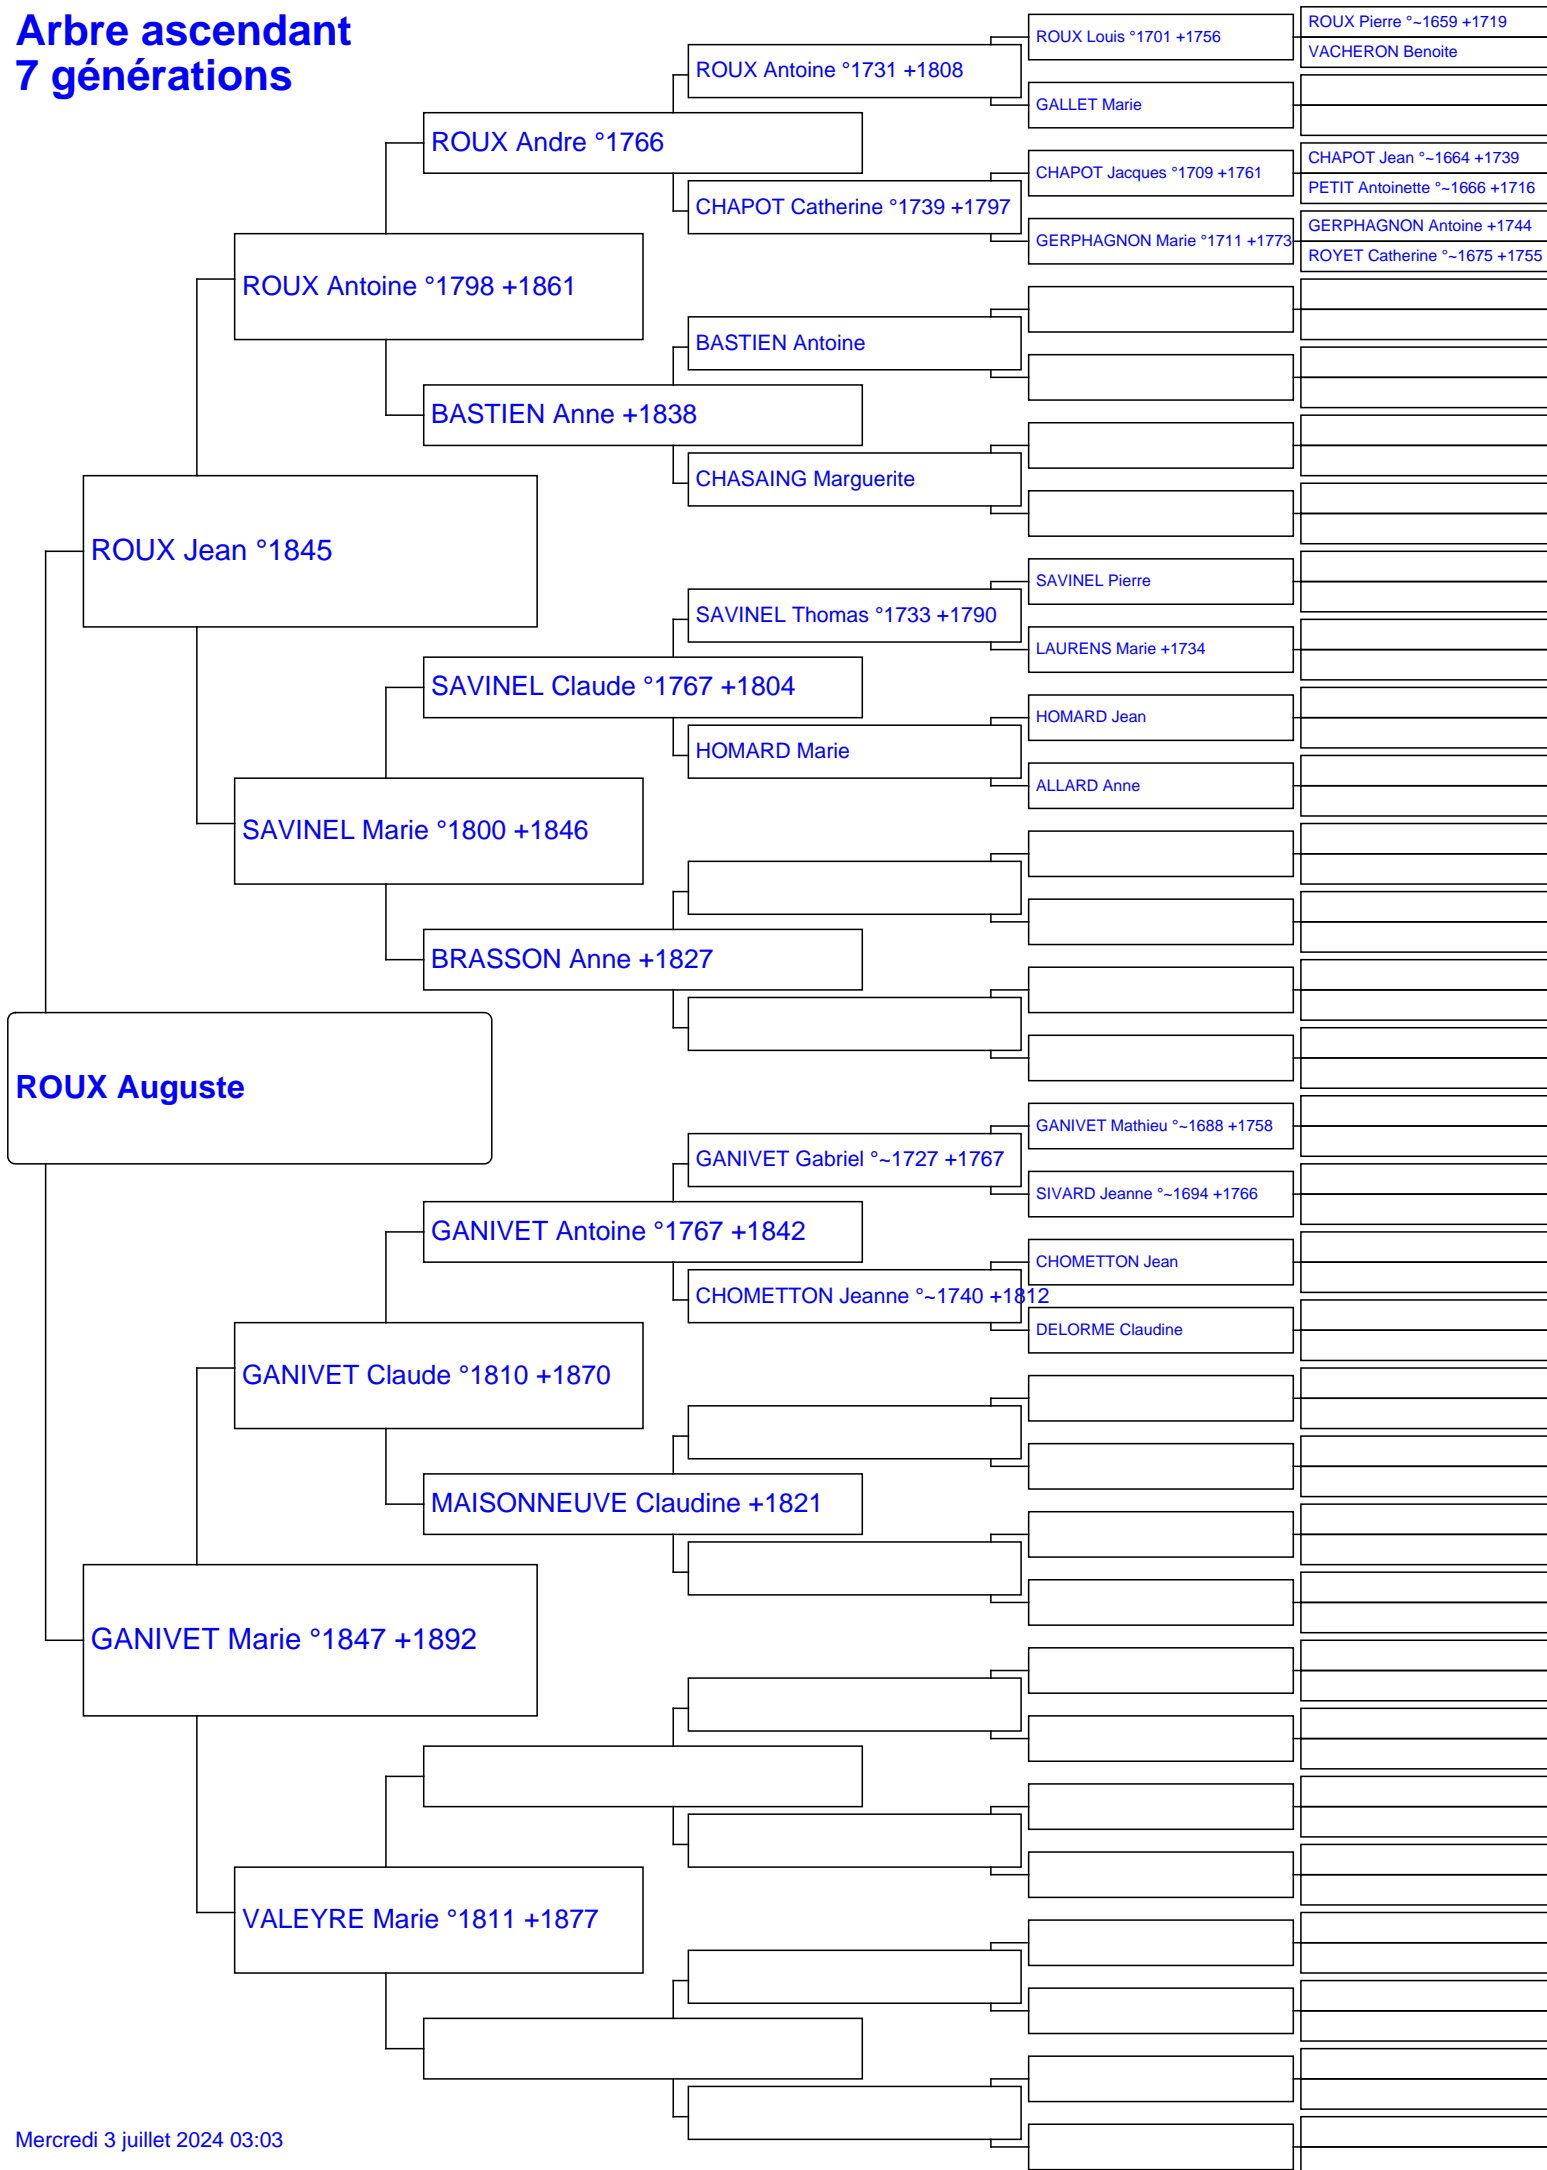 Arbre ascendant
7 générations
ROUX Auguste
ROUX Jean °1845
GANIVET Marie °1847 +1892
ROUX Antoine °1798 +1861
SAVINEL Marie °1800 +1846
GANIVET Claude °1810 +1870
VALEYRE Marie °1811 +1877
ROUX Andre °1766
BASTIEN Anne +1838
SAVINEL Claude °1767 +1804
BRASSON Anne +1827
GANIVET Antoine °1767 +1842
MAISONNEUVE Claudine +1821
ROUX Antoine °1731 +1808
CHAPOT Catherine °1739 +1797
BASTIEN Antoine
CHASAING Marguerite
SAVINEL Thomas °1733 +1790
HOMARD Marie
GANIVET Gabriel °~1727 +1767
CHOMETTON Jeanne °~1740 +1812
ROUX Louis °1701 +1756
GALLET Marie
CHAPOT Jacques °1709 +1761
GERPHAGNON Marie °1711 +1773
SAVINEL Pierre
LAURENS Marie +1734
HOMARD Jean
ALLARD Anne
GANIVET Mathieu °~1688 +1758
SIVARD Jeanne °~1694 +1766
CHOMETTON Jean
DELORME Claudine
ROUX Pierre °~1659 +1719
VACHERON Benoite
CHAPOT Jean °~1664 +1739
PETIT Antoinette °~1666 +1716
GERPHAGNON Antoine +1744
ROYET Catherine °~1675 +1755
Mercredi 3 juillet 2024 03:03